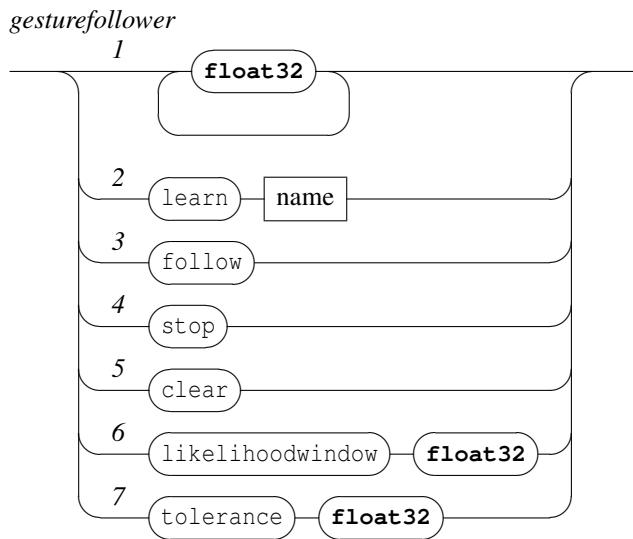 gesturefollower
1 float32
2 learn name
3 follow
4 stop
5 clear
6 likelihoodwindow float32
7 tolerance float32